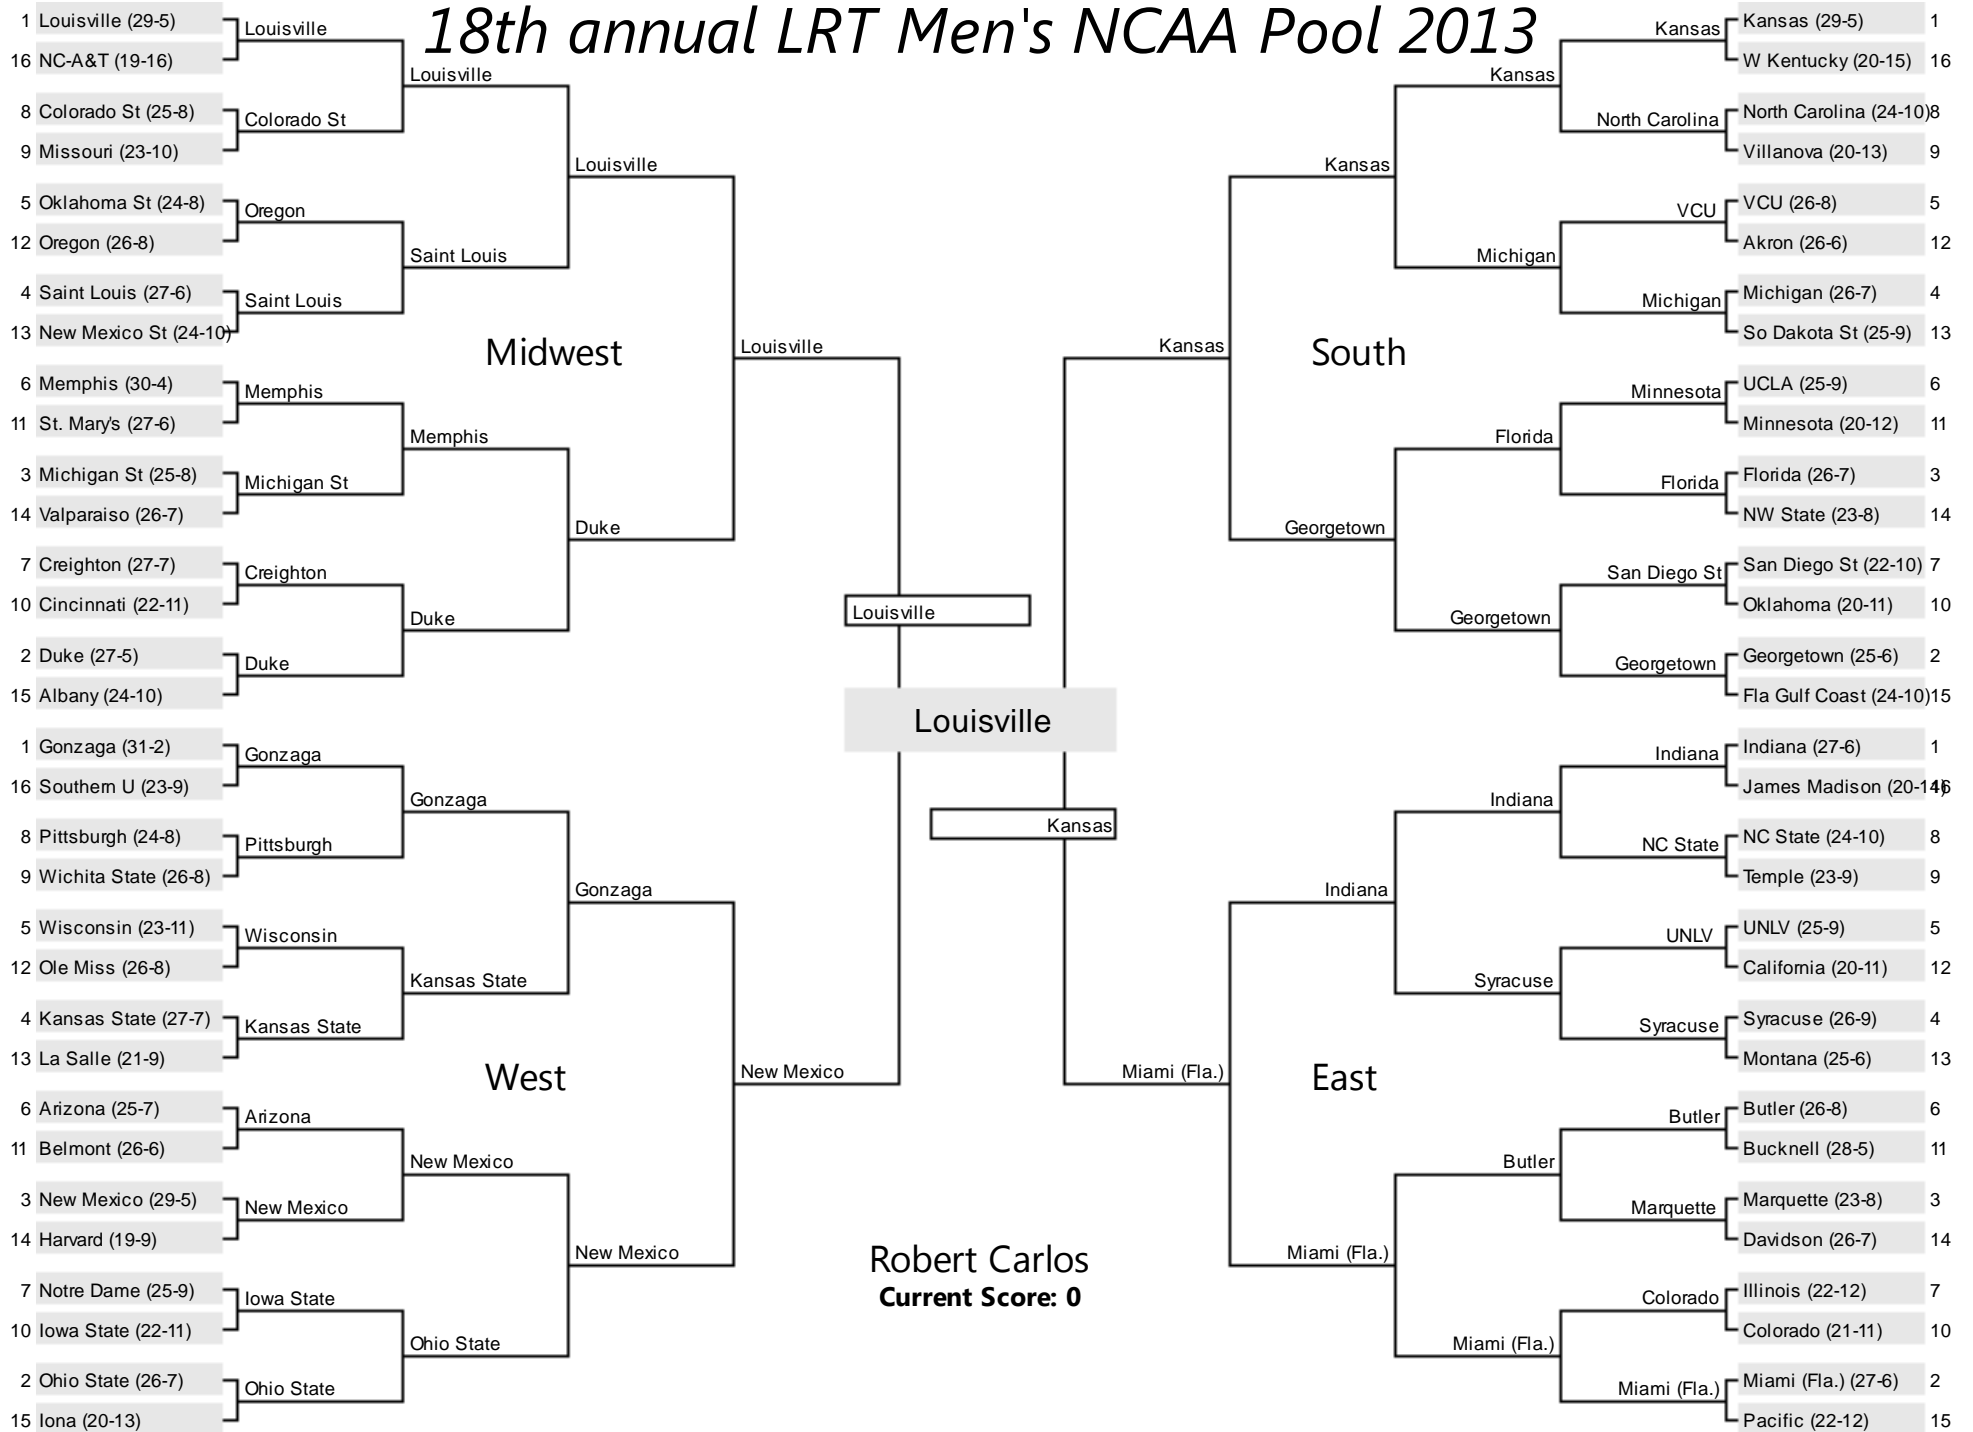 18th annual LRT Men's NCAA Pool 2013
1 Louisville (29-5)
16 NC-A&T (19-16)
8 Colorado St (25-8)
9 Missouri (23-10)
5 Oklahoma St (24-8)
12 Oregon (26-8)
4 Saint Louis (27-6)
13 New Mexico St (24-10)
6 Memphis (30-4)
11 St. Mary's (27-6)
3 Michigan St (25-8)
14 Valparaiso (26-7)
7 Creighton (27-7)
10 Cincinnati (22-11)
2 Duke (27-5)
15 Albany (24-10)
Louisville
Colorado St
Oregon
Saint Louis
Memphis
Michigan St
Creighton
Duke
Louisville
Saint Louis
Memphis
Duke
Louisville
Duke
Midwest
Louisville
1 Gonzaga (31-2)
16 Southern U (23-9)
8 Pittsburgh (24-8)
9 Wichita State (26-8)
5 Wisconsin (23-11)
12 Ole Miss (26-8)
4 Kansas State (27-7)
13 La Salle (21-9)
6 Arizona (25-7)
11 Belmont (26-6)
3 New Mexico (29-5)
14 Harvard (19-9)
7 Notre Dame (25-9)
10 Iowa State (22-11)
2 Ohio State (26-7)
15 Iona (20-13)
Gonzaga
Pittsburgh
Wisconsin
Kansas State
Arizona
New Mexico
Iowa State
Ohio State
Gonzaga
Kansas State
New Mexico
Ohio State
Gonzaga
New Mexico
West
New Mexico
Louisville
Louisville
Kansas
Robert Carlos
Current Score: 0
Kansas (29-5) 1
W Kentucky (20-15) 16
North Carolina (24-10) 8
Villanova (20-13) 9
VCU (26-8) 5
Akron (26-6) 12
Michigan (26-7) 4
So Dakota St (25-9) 13
UCLA (25-9) 6
Minnesota (20-12) 11
Florida (26-7) 3
NW State (23-8) 14
San Diego St (22-10) 7
Oklahoma (20-11) 10
Georgetown (25-6) 2
Fla Gulf Coast (24-10) 15
Kansas
North Carolina
VCU
Michigan
Minnesota
Florida
San Diego St
Georgetown
Kansas
Michigan
Florida
Georgetown
Kansas
Georgetown
South
Kansas
Indiana (27-6) 1
James Madison (20-14) 16
NC State (24-10) 8
Temple (23-9) 9
UNLV (25-9) 5
California (20-11) 12
Syracuse (26-9) 4
Montana (25-6) 13
Butler (26-8) 6
Bucknell (28-5) 11
Marquette (23-8) 3
Davidson (26-7) 14
Illinois (22-12) 7
Colorado (21-11) 10
Miami (Fla.) (27-6) 2
Pacific (22-12) 15
Indiana
NC State
UNLV
Syracuse
Butler
Marquette
Colorado
Miami (Fla.)
Indiana
Syracuse
Butler
Miami (Fla.)
Indiana
Miami (Fla.)
East
Miami (Fla.)